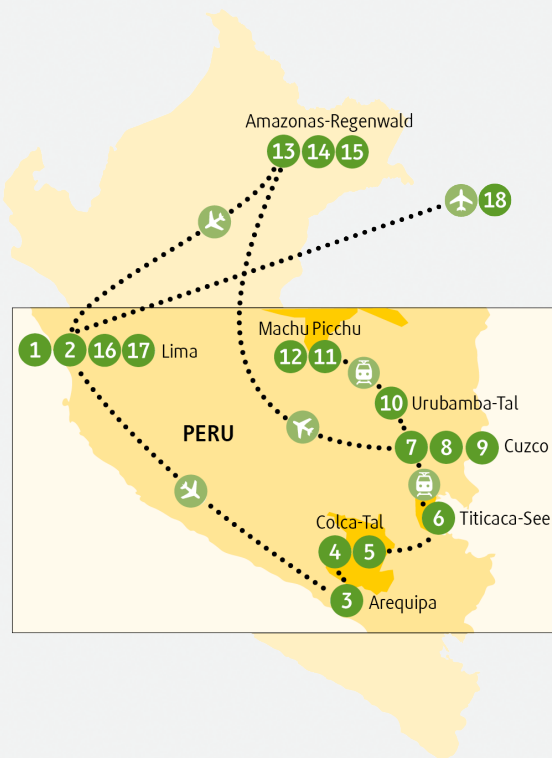 Amazonas-Regenwald
13 14 15
18
Machu Picchu
1 2 16 17 Lima
12 11
10 Urubamba-Tal
PERU
7 8 9 Cuzco
6 Titicaca-See
Colca-Tal
4 5
3 Arequipa